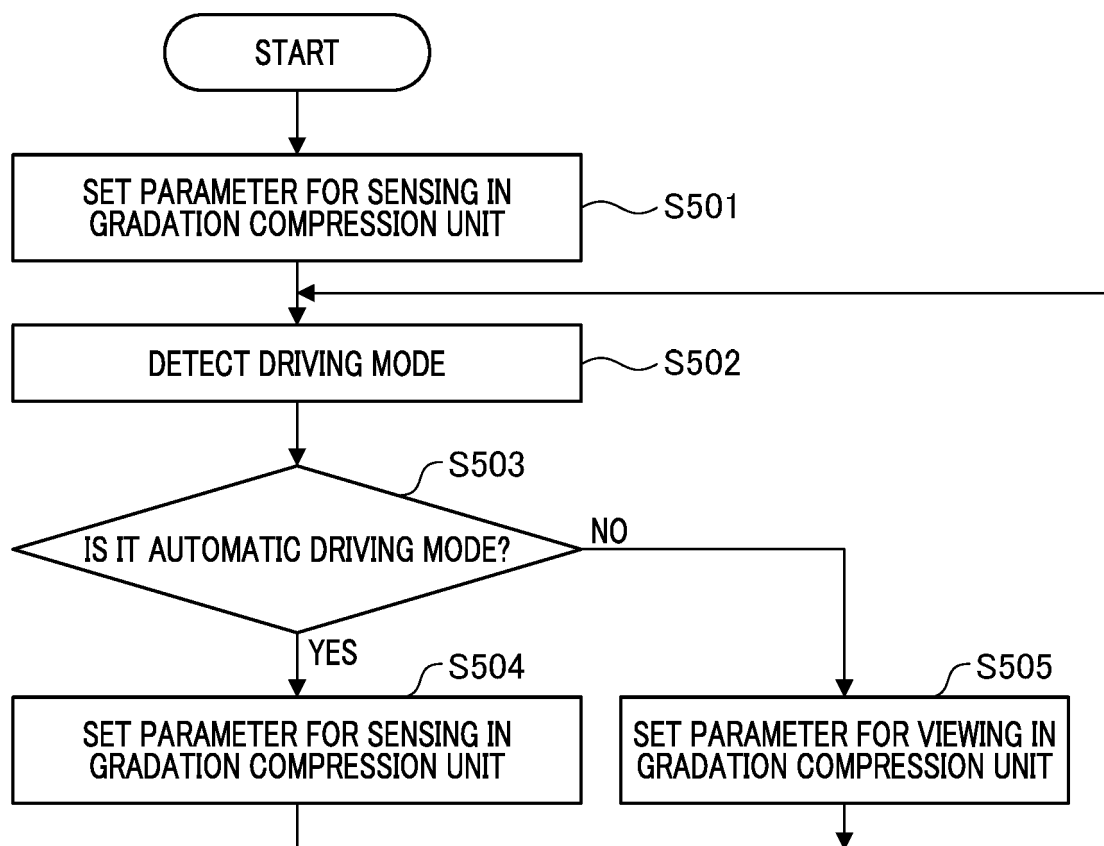 START
SET PARAMETER FOR SENSING IN
GRADATION COMPRESSION UNIT
S501
DETECT DRIVING MODE
S502
S503
IS IT AUTOMATIC DRIVING MODE?
NO
YES
S504
SET PARAMETER FOR SENSING IN
GRADATION COMPRESSION UNIT
S505
SET PARAMETER FOR VIEWING IN
GRADATION COMPRESSION UNIT